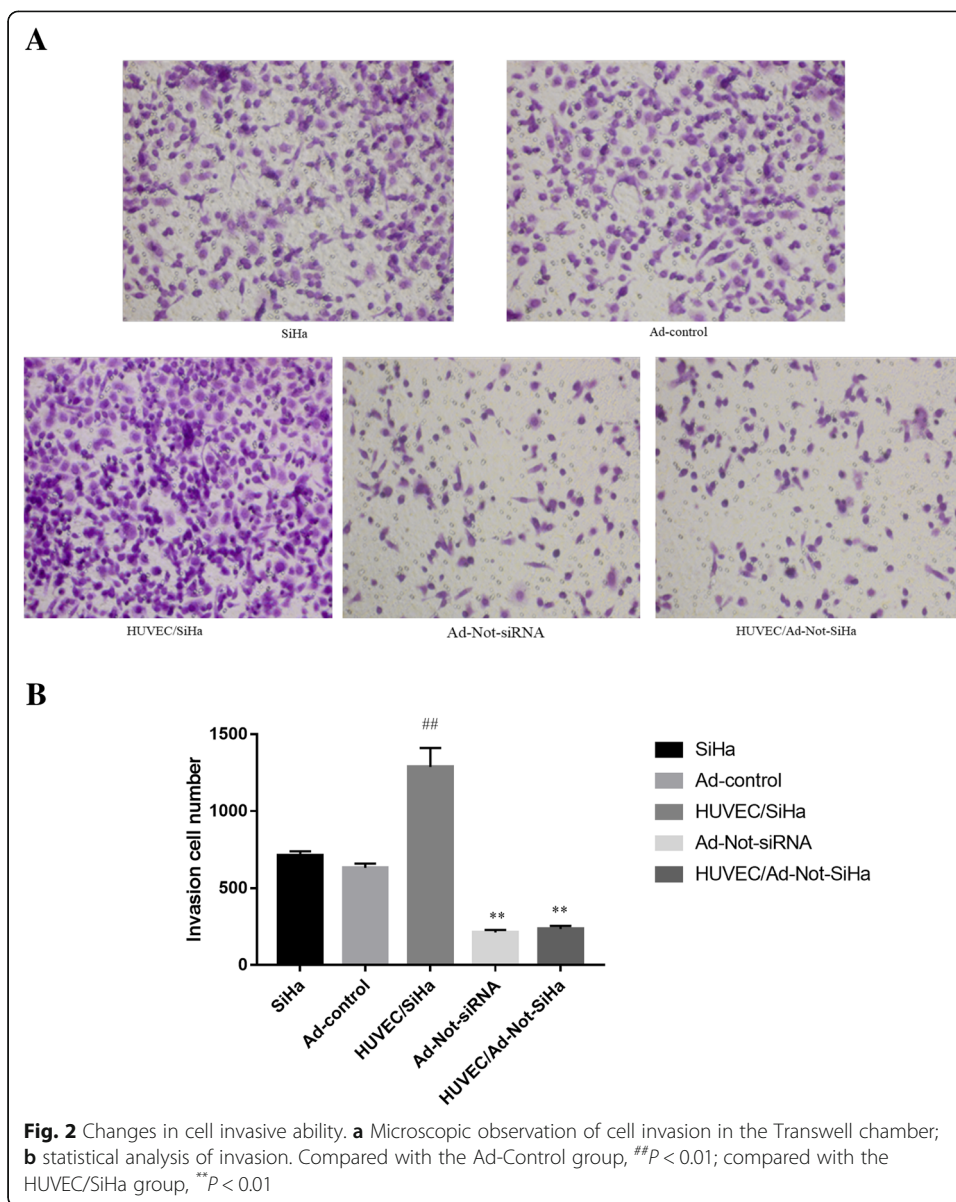 A
SiHa
Ad-control
HUVEC/SiHa
Ad-Not-siRNA
HUVEC/Ad-Not-SiHa
B
##
1500
1000
500
0
Invasion cell number
**
**
SiHa
Ad-control
HUVEC/SiHa
Ad-Not-siRNA
HUVEC/Ad-Not-SiHa
SiHa
Ad-control
HUVEC/SiHa
Ad-Not-siRNA
HUVEC/Ad-Not-SiHa
Fig. 2 Changes in cell invasive ability. a Microscopic observation of cell invasion in the Transwell chamber;
b statistical analysis of invasion. Compared with the Ad-Control group, ##P < 0.01; compared with the
HUVEC/SiHa group, **P < 0.01